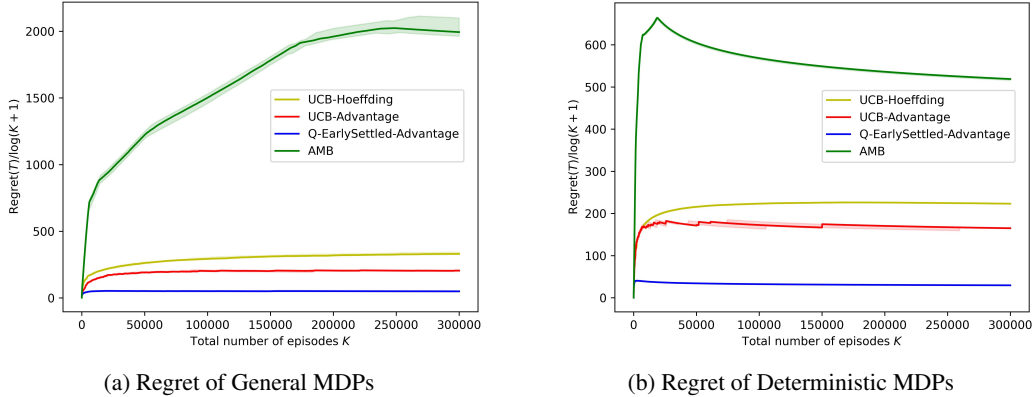 2000
1500
1000
500
0
Regret(T)/log(K + 1)
UCB-Hoeffding
UCB-Advantage
Q-EarlySettled-Advantage
AMB
0 50000 100000 150000 200000 250000 300000
Total number of episodes K
(a) Regret of General MDPs
600
500
400
300
200
100
0
Regret(T)/log(K + 1)
UCB-Hoeffding
UCB-Advantage
Q-EarlySettled-Advantage
AMB
0 50000 100000 150000 200000 250000 300000
Total number of episodes K
(b) Regret of Deterministic MDPs